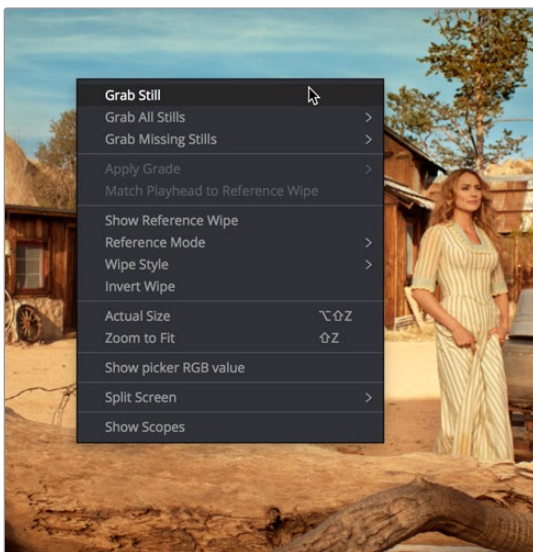 Grab Still
Grab All Stills
Grab Missing Stills
Apply Grade
Match Playhead to Reference Wipe
Show Reference Wipe
Reference Mode
Wipe Style
Invert Wipe
Actual Size ⌥⇧Z
Zoom to Fit ⇧Z
Show picker RGB value
Split Screen
Show Scopes